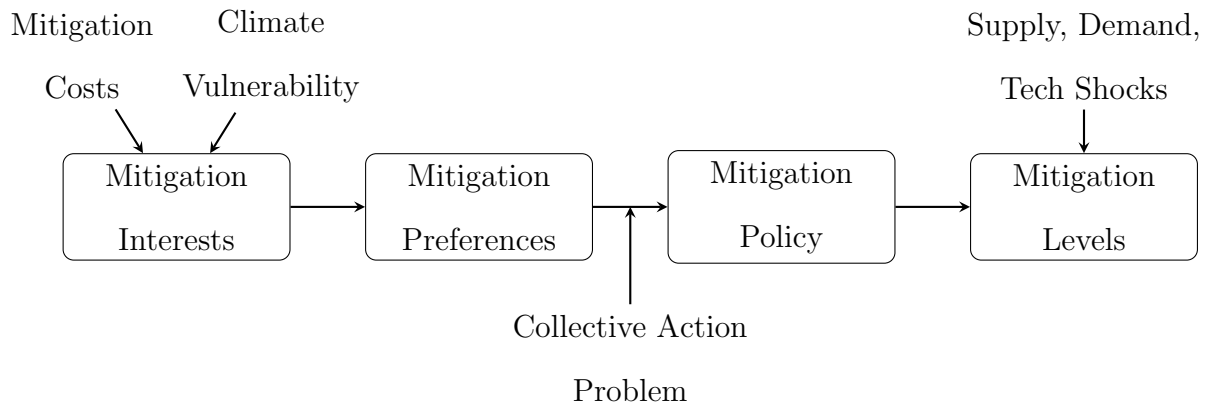 Mitigation
Costs
Climate
Vulnerability
Supply, Demand,
Tech Shocks
Mitigation
Interests
Mitigation
Preferences
Mitigation
Policy
Mitigation
Levels
Collective Action
Problem